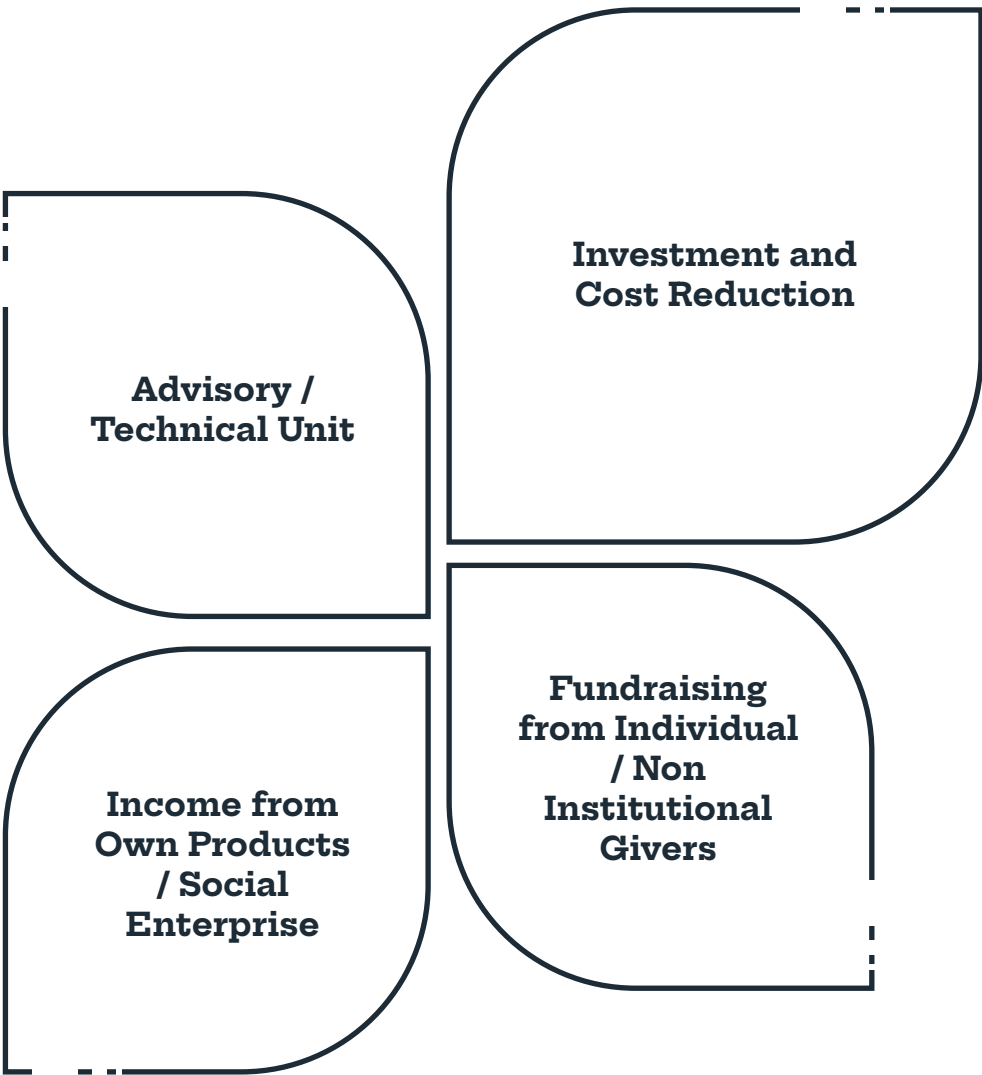 Investment and
Cost Reduction
Advisory /
Technical Unit
Fundraising
from Individual
/ Non
Institutional
Givers
Income from
Own Products
/ Social
Enterprise